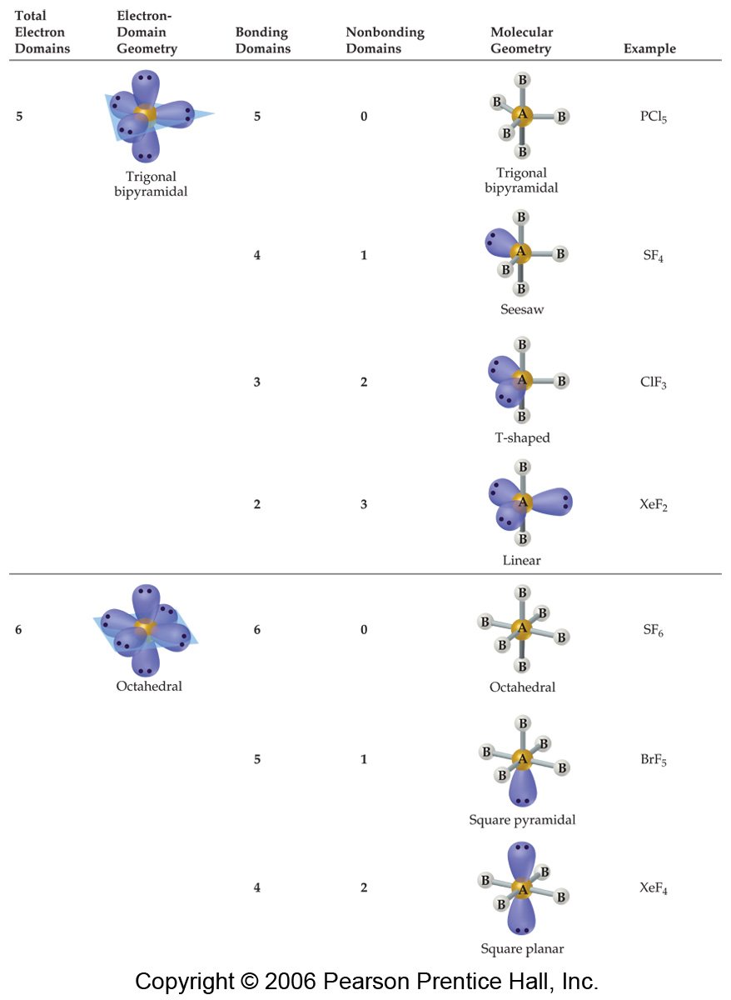 Total Electron Domains
Electron-Domain Geometry
Bonding Domains
Nonbonding Domains
Molecular Geometry
Example
5
Trigonal
bipyramidal
5
0
B
B
A
B
B
B
Trigonal
bipyramidal
PCl₅
4
1
B
A
B
B
B
Seesaw
SF₄
3
2
B
A
B
B
T-shaped
ClF₃
2
3
B
A
B
Linear
XeF₂
6
Octahedral
6
0
B
B
B
A
B
B
B
Octahedral
SF₆
5
1
B
B
B
A
B
B
Square pyramidal
BrF₅
4
2
B
B
A
B
B
Square planar
XeF₄
Copyright © 2006 Pearson Prentice Hall, Inc.